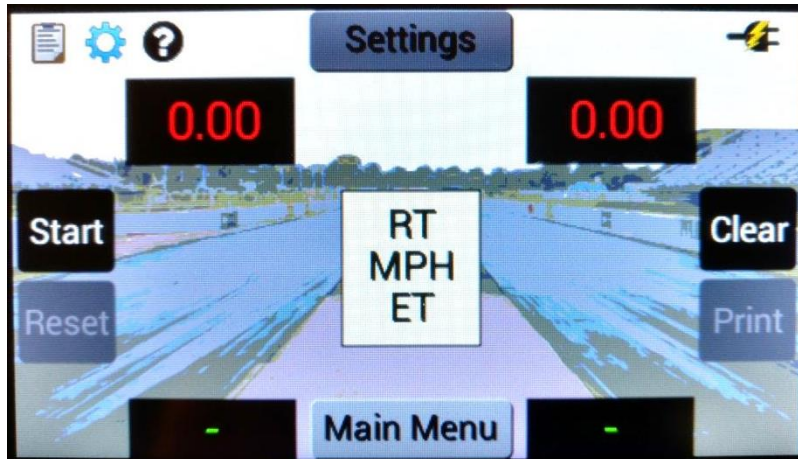 ?
Settings
0.00
0.00
Start
RT
MPH
ET
Clear
Reset
Print
-
Main Menu
-